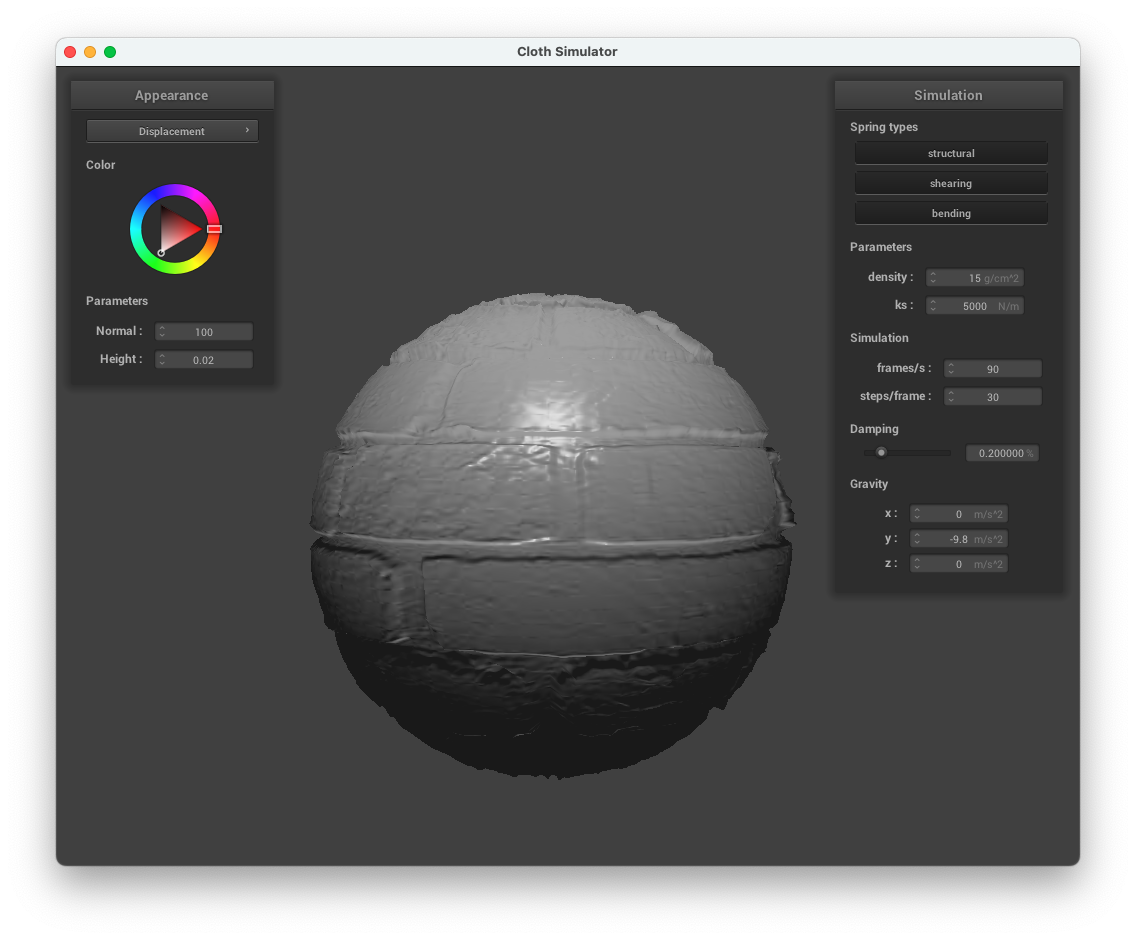 Cloth Simulator
Appearance
Displacement ›
Color
Parameters
Normal : 100
Height : 0.02
Simulation
Spring types
structural
shearing
bending
Parameters
density : 15 g/cm^2
ks : 5000 N/m
Simulation
frames/s : 90
steps/frame : 30
Damping
0.200000 %
Gravity
x : 0 m/s^2
y : -9.8 m/s^2
z : 0 m/s^2